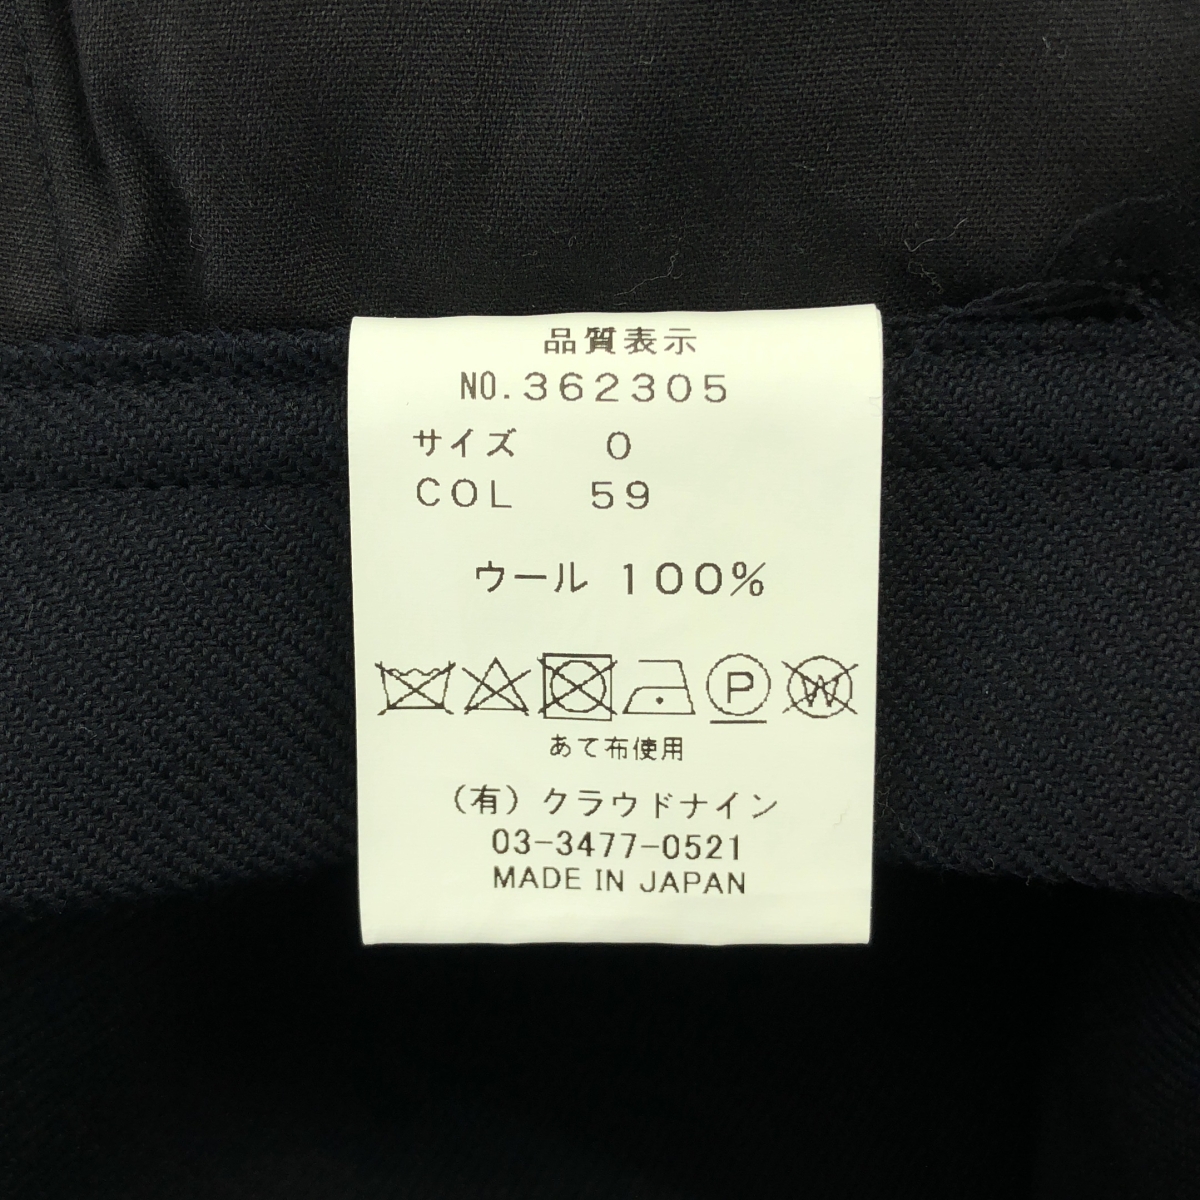 品質表示
NO.362305
サイズ 0
COL 59
ウール 100%
P W
あて布使用
(有)クラウドナイン
03-3477-0521
MADE IN JAPAN